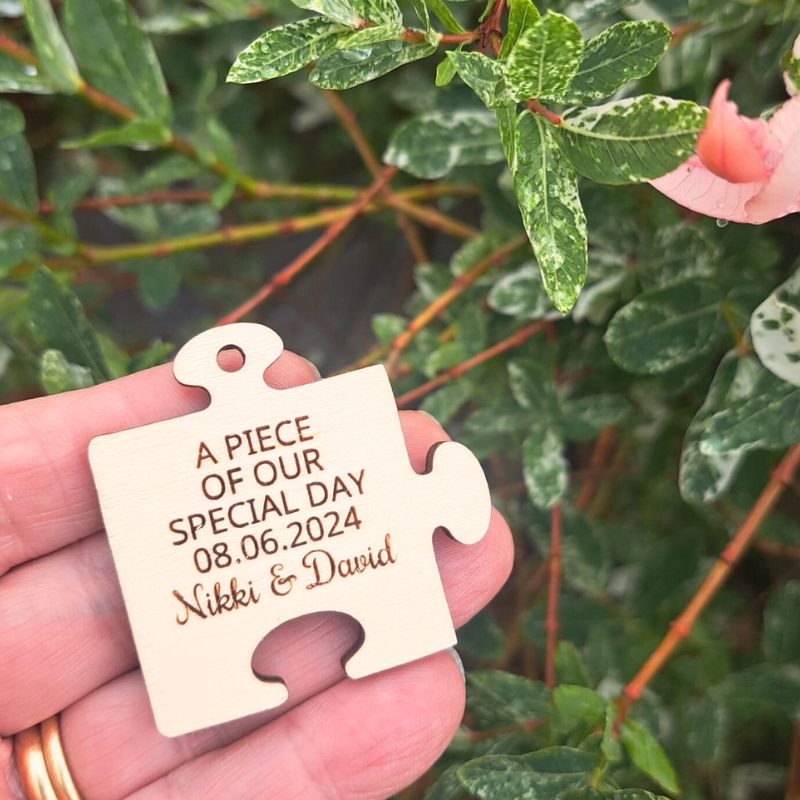 A PIECE
OF OUR
SPECIAL DAY
08.06.2024
Nikki & David